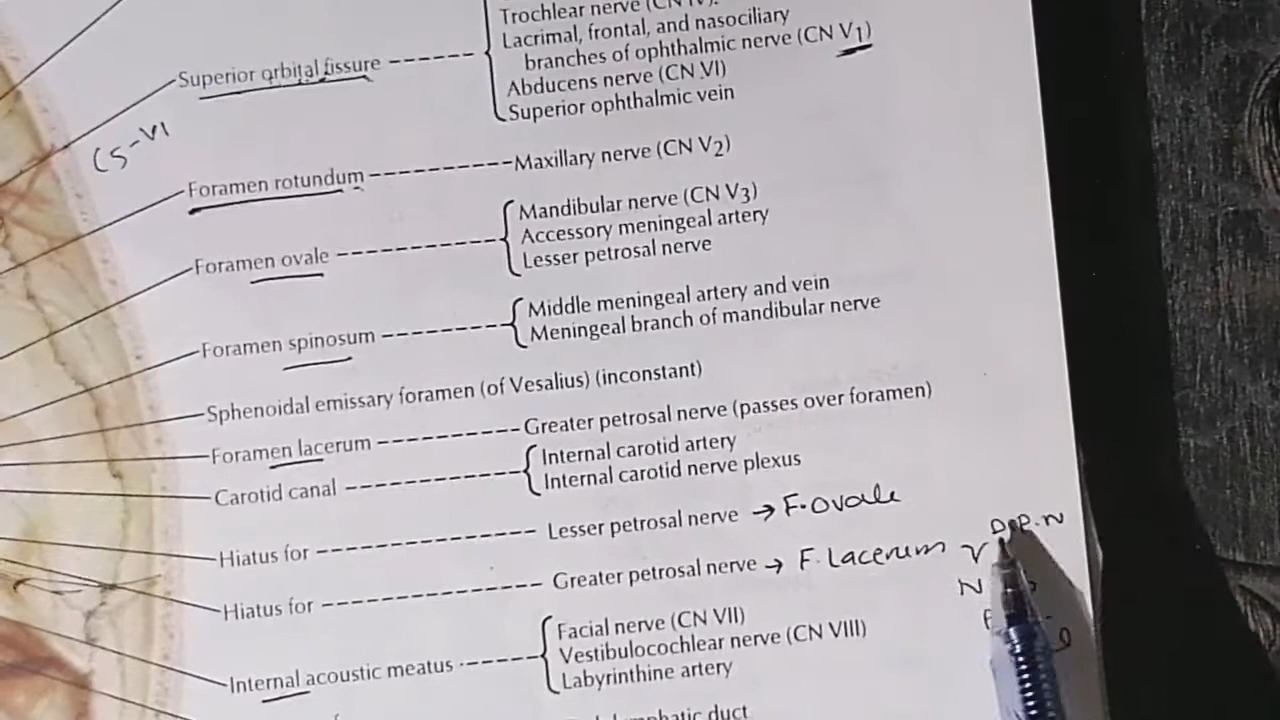 Trochlear nerve (CN IV).
Lacrimal, frontal, and nasociliary
branches of ophthalmic nerve (CN V1)
Superior orbital fissure
Abducens nerve (CN VI)
Superior ophthalmic vein
CS-VI
Foramen rotundum Maxillary nerve (CN V2)
Mandibular nerve (CN V3)
Foramen ovale Accessory meningeal artery
Lesser petrosal nerve
Middle meningeal artery and vein
Foramen spinosum Meningeal branch of mandibular nerve
Sphenoidal emissary foramen (of Vesalius) (inconstant)
Foramen lacerum Greater petrosal nerve (passes over foramen)
Internal carotid artery
Carotid canal Internal carotid nerve plexus
Hiatus for Lesser petrosal nerve → F.ovale
Hiatus for Greater petrosal nerve → F. Lacerum
Facial nerve (CN VII)
Internal acoustic meatus Vestibulocochlear nerve (CN VIII)
Labyrinthine artery
duct